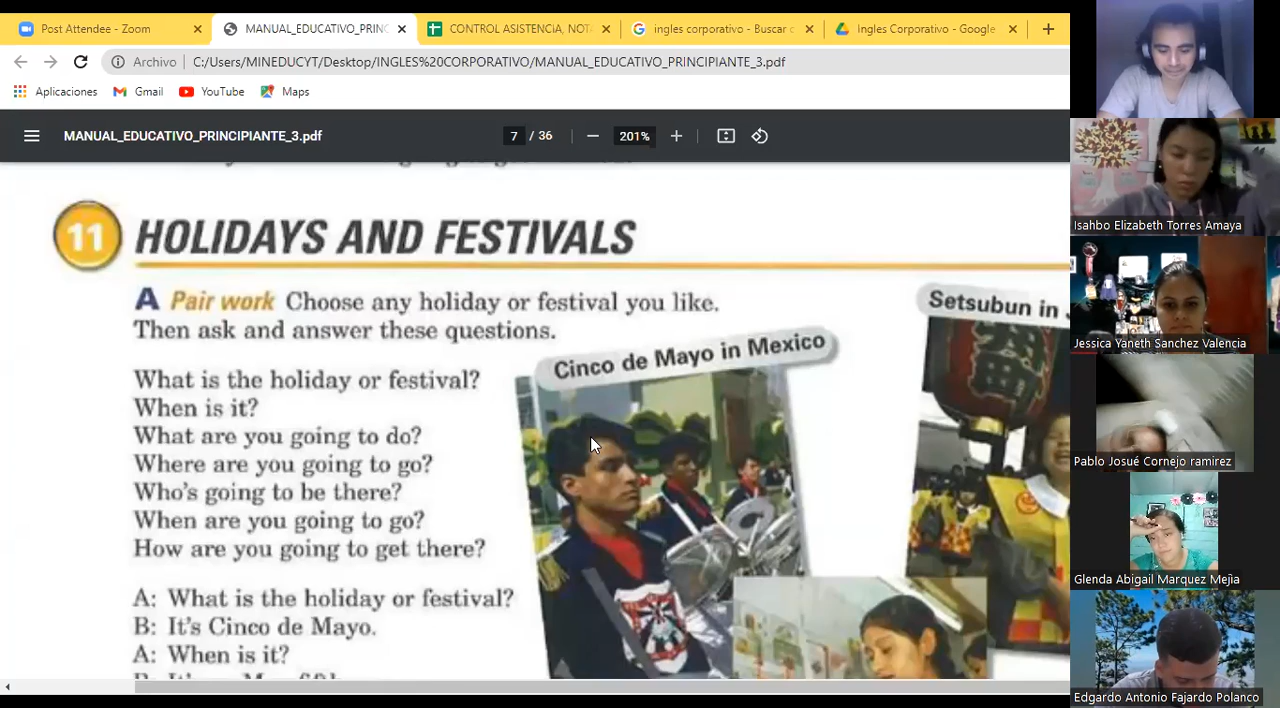 Post Attendee - Zoom
MANUAL_EDUCATIVO_PRINC
CONTROL ASISTENCIA, NOTA
ingles corporativo - Buscar c
Ingles Corporativo - Google
Archivo
C:/Users/MINEDUCYT/Desktop/INGLES%20CORPORATIVO/MANUAL_EDUCATIVO_PRINCIPIANTE_3.pdf
Aplicaciones
Gmail
YouTube
Maps
MANUAL_EDUCATIVO_PRINCIPIANTE_3.pdf
7 / 36
201%
11 HOLIDAYS AND FESTIVALS
A Pair work Choose any holiday or festival you like.
Then ask and answer these questions.
What is the holiday or festival?
When is it?
What are you going to do?
Where are you going to go?
Who's going to be there?
When are you going to go?
How are you going to get there?
A: What is the holiday or festival?
B: It's Cinco de Mayo.
A: When is it?
Cinco de Mayo in Mexico
Setsubun in
Isahbo Elizabeth Torres Amaya
Jessica Yaneth Sanchez Valencia
Pablo Josué Cornejo ramirez
Glenda Abigail Marquez Mejia
Edgardo Antonio Fajardo Polanco